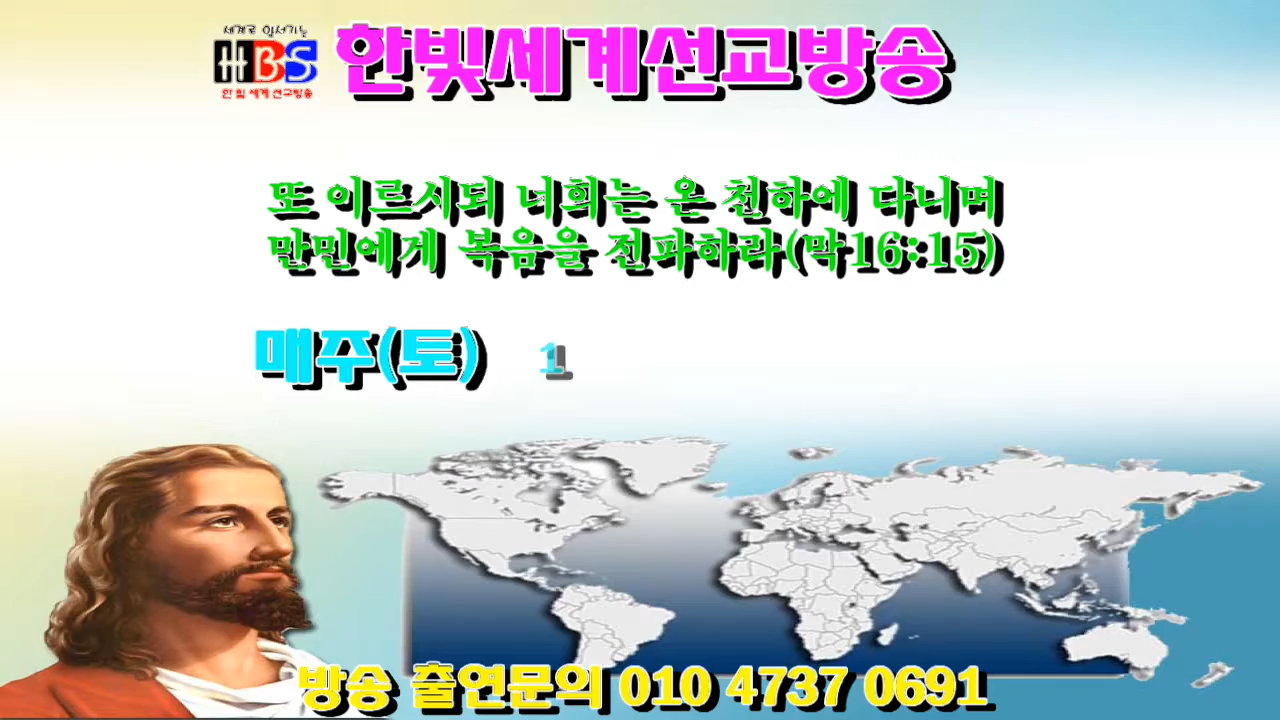 세계로 앞서가는
HBS
한 빛 세계 선교방송
한빛세계선교방송
또 이르시되 너희는 온 천하에 다니며
만민에게 복음을 전파하라(막16:15)
매주(토) 1
방송 출연문의 010 4737 0691